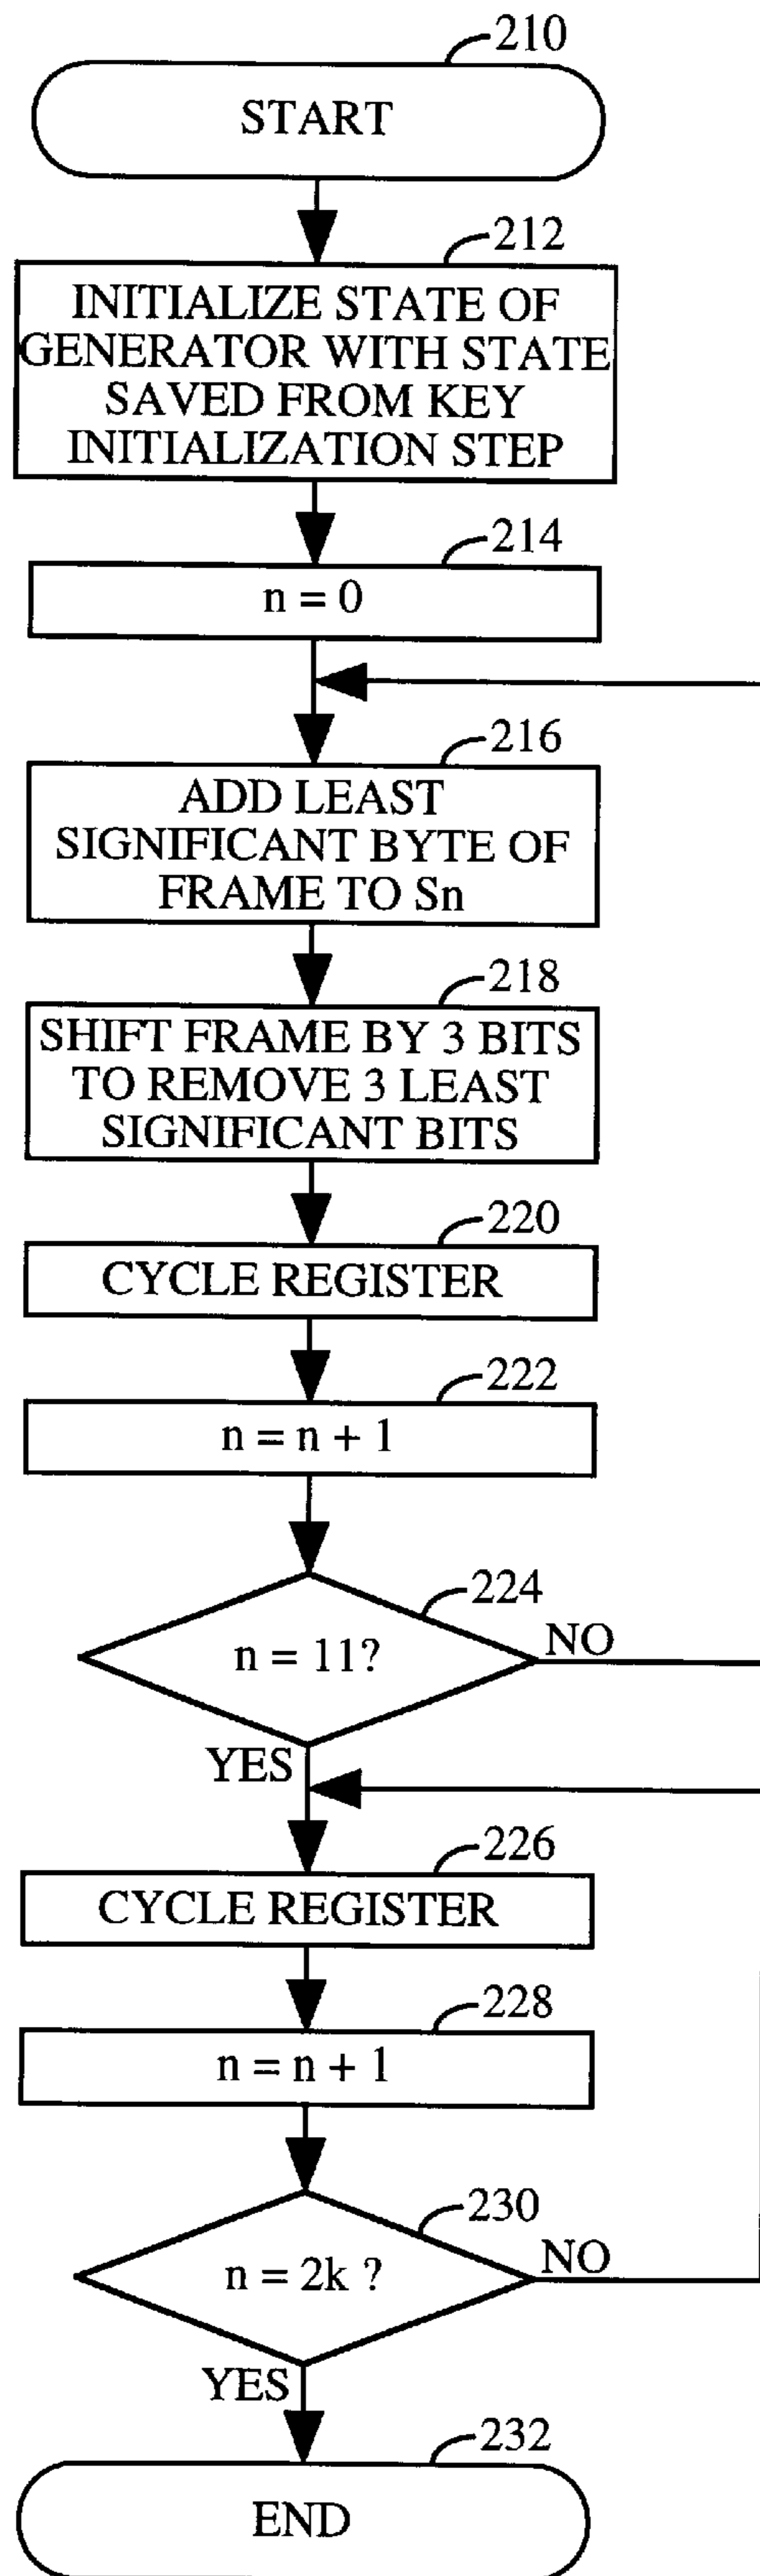 210
START
212
INITIALIZE STATE OF
GENERATOR WITH STATE
SAVED FROM KEY
INITIALIZATION STEP
214
n = 0
216
ADD LEAST
SIGNIFICANT BYTE OF
FRAME TO Sn
218
SHIFT FRAME BY 3 BITS
TO REMOVE 3 LEAST
SIGNIFICANT BITS
220
CYCLE REGISTER
222
n = n + 1
224
n = 11?
NO
YES
226
CYCLE REGISTER
228
n = n + 1
230
n = 2k ?
NO
YES
232
END